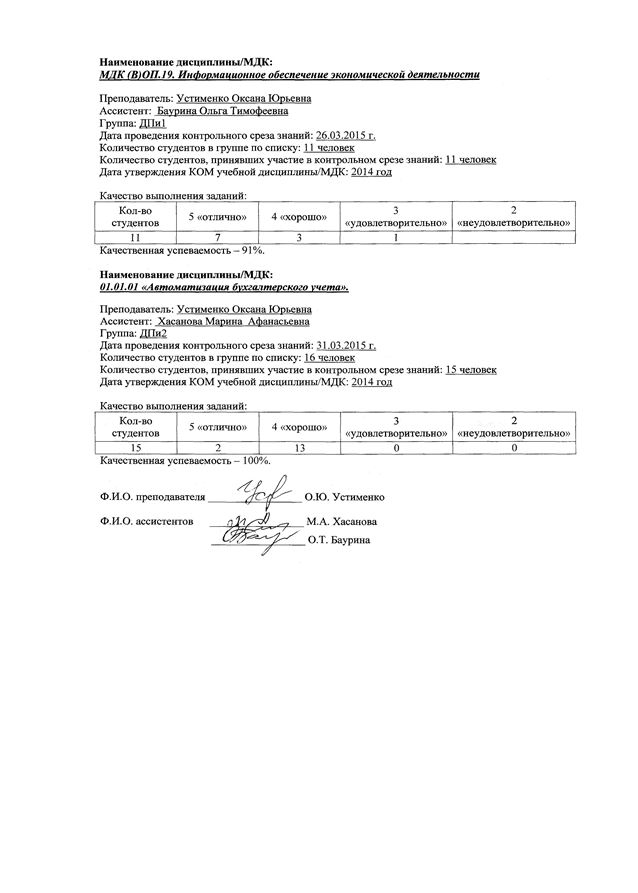 Наименование дисциплины/МДК:
МДК (В)ОП.19. Информационное обеспечение экономической деятельности
Преподаватель: Устименко Оксана Юрьевна
Ассистент: Баурина Ольга Тимофеевна
Группа: ДПи1
Дата проведения контрольного среза знаний: 26.03.2015 г.
Количество студентов в группе по списку: 11 человек
Количество студентов, принявших участие в контрольном срезе знаний: 11 человек
Дата утверждения КОМ учебной дисциплины/МДК: 2014 год
Качество выполнения заданий:
Кол-во студентов 5 «отлично» 4 «хорошо» 3 «удовлетворительно» 2 «неудовлетворительно»
11 7 3 1
Качественная успеваемость – 91%.
Наименование дисциплины/МДК:
01.01.01 «Автоматизация бухгалтерского учета».
Преподаватель: Устименко Оксана Юрьевна
Ассистент: Хасанова Марина Афанасьевна
Группа: ДПи2
Дата проведения контрольного среза знаний: 31.03.2015 г.
Количество студентов в группе по списку: 16 человек
Количество студентов, принявших участие в контрольном срезе знаний: 15 человек
Дата утверждения КОМ учебной дисциплины/МДК: 2014 год
Качество выполнения заданий:
Кол-во студентов 5 «отлично» 4 «хорошо» 3 «удовлетворительно» 2 «неудовлетворительно»
15 2 13 0 0
Качественная успеваемость – 100%.
Ф.И.О. преподавателя О.Ю. Устименко
Ф.И.О. ассистентов М.А. Хасанова
О.Т. Баурина